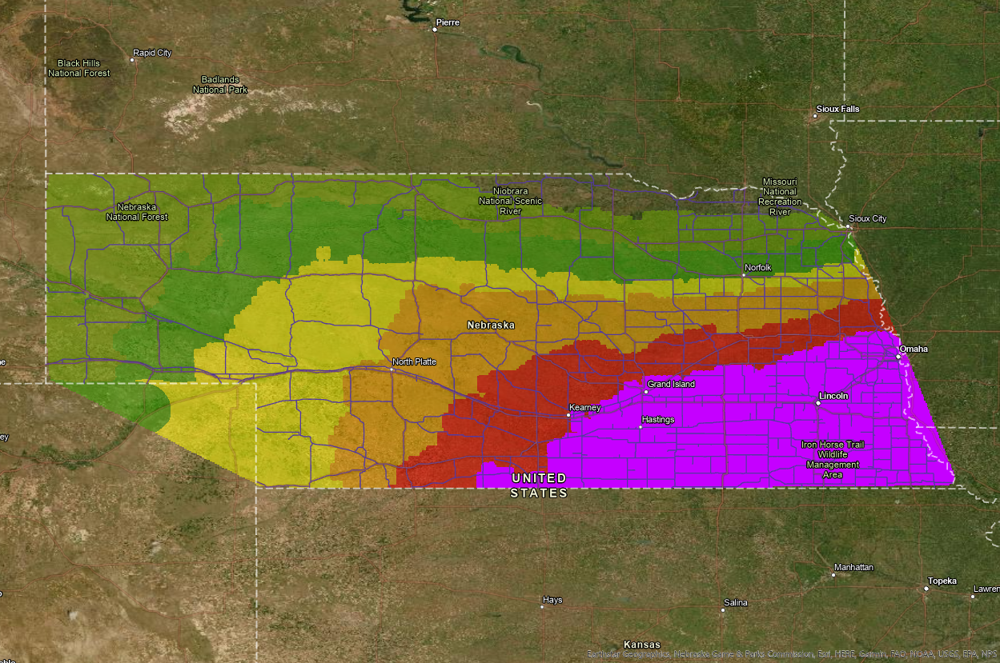 Pierre
Rapid City
Black Hills
National Forest
Badlands
National Park
Sioux Falls
Missouri
National
Recreation
River
Niobrara
National Scenic
River
Nebraska
National Forest
Sioux City
Norfolk
Nebraska
Omaha
North Platte
ne
Grand Island
Lincoln
Kearney
Hastings
ey
Iron Horse Trail
Wildlife
Management
Area
UNITED
STATES
Manhattan
Topeka
Lawren
Hays
Salina
Kansas
Earthstar Geographics, Nebraska Game & Parks Commission, Esri, HERE, Garmin, FAO, NOAA, USGS, EPA, NPS